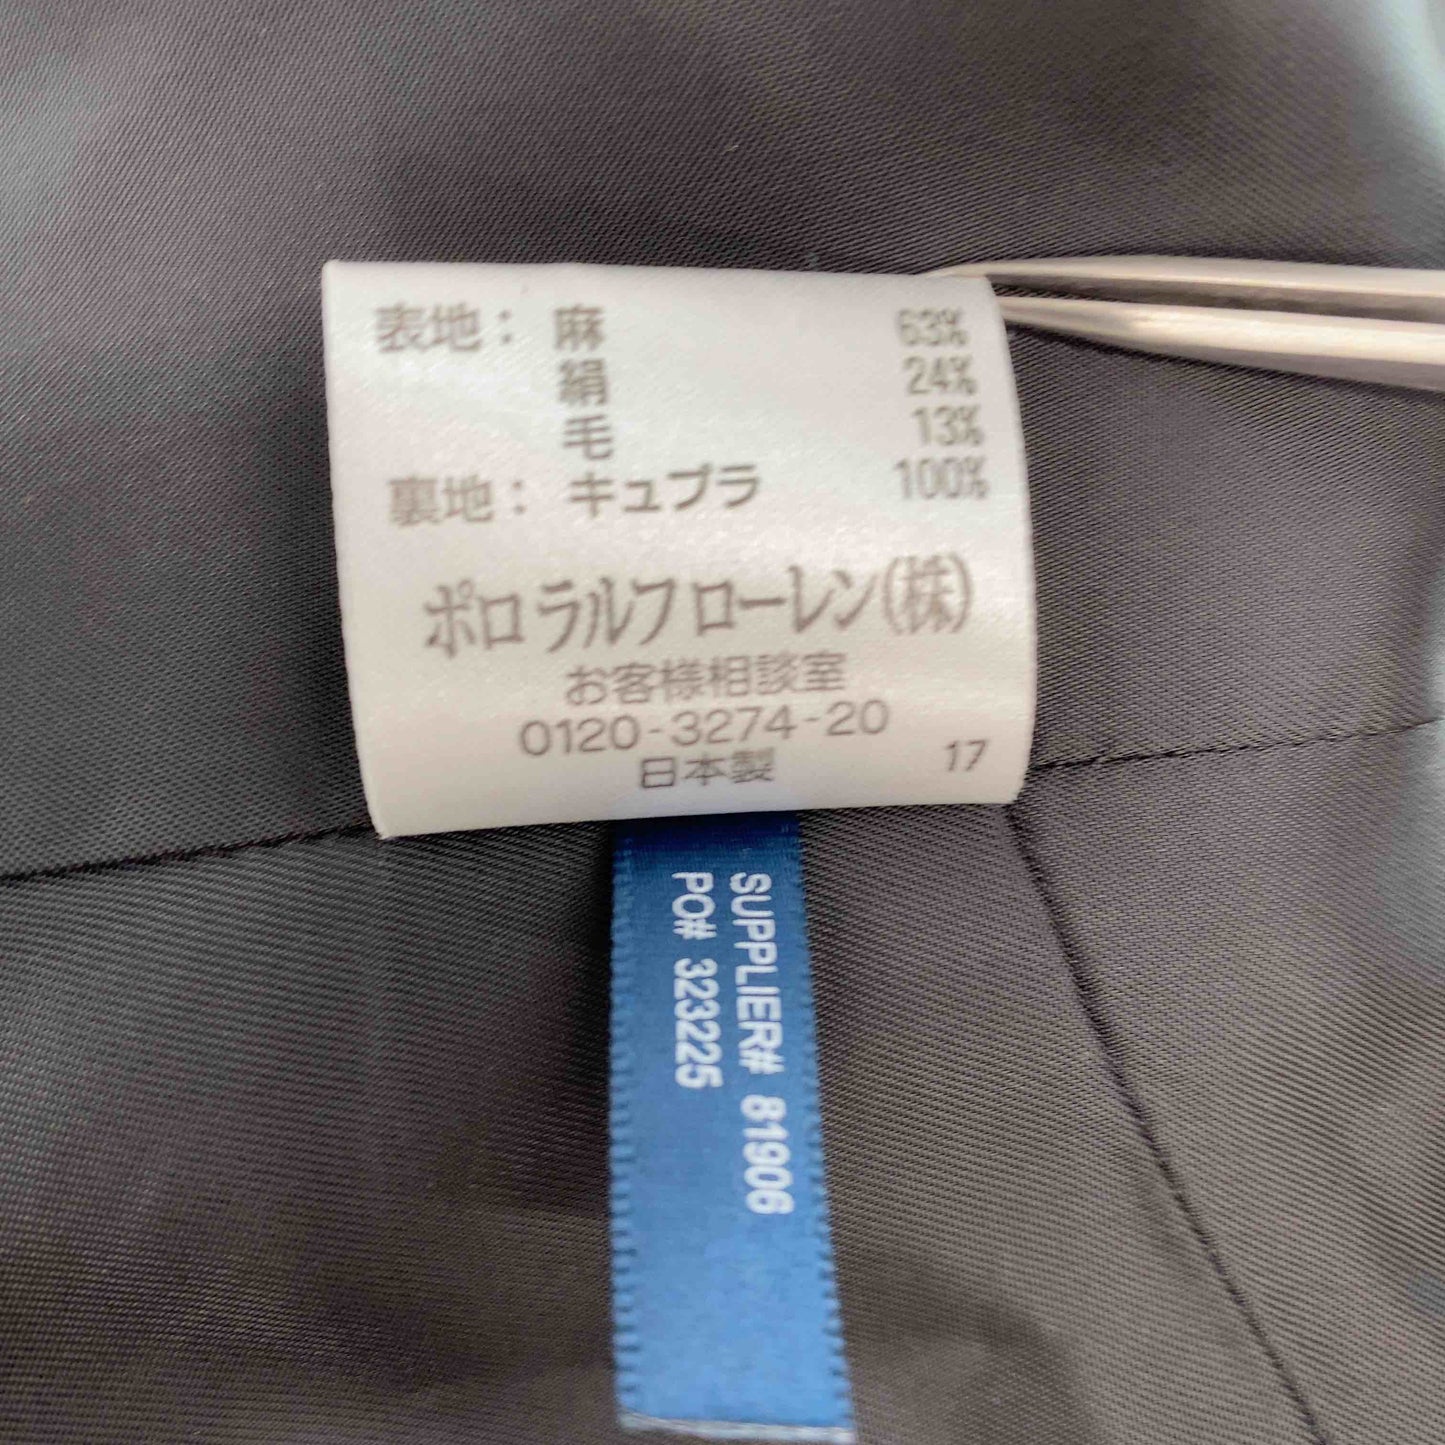 表地： 麻 63%
絹 24%
毛 13%
裏地： キュプラ 100%
ポロ ラルフ ローレン(株)
お客様相談室
0120-3274-20
日本製 17
SUPPLIER# 81906
PO# 323225